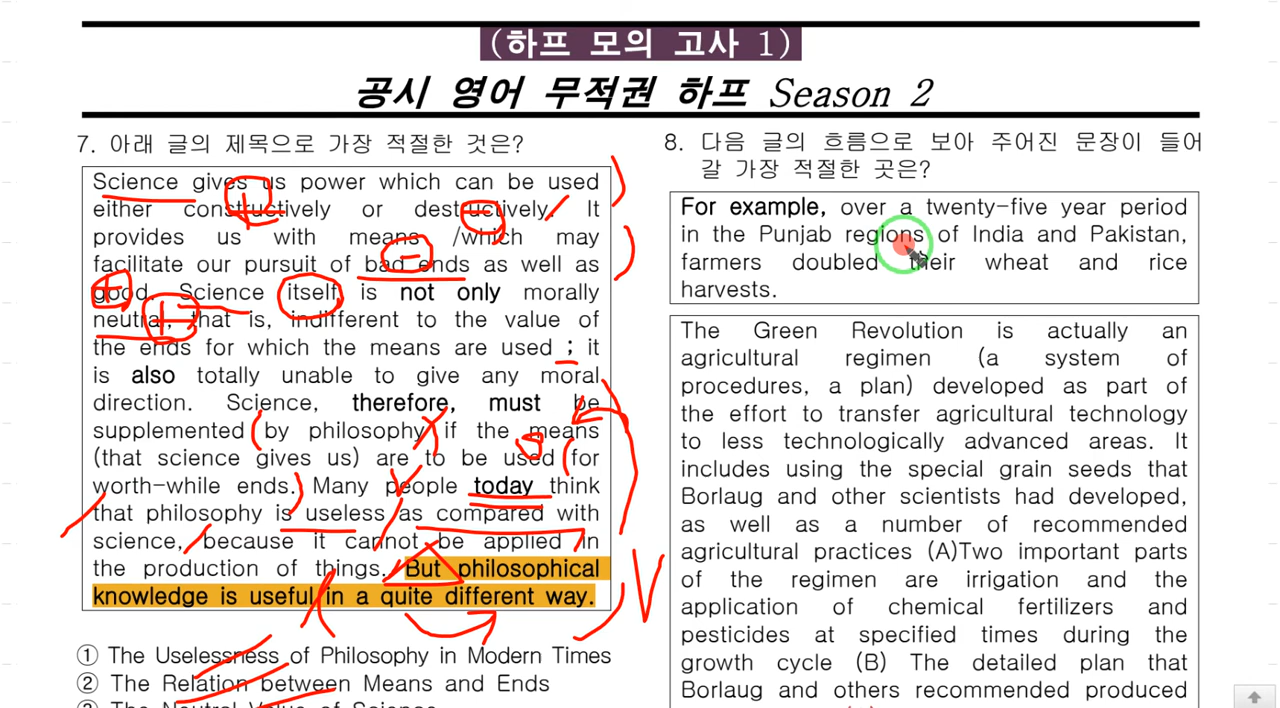 (하프 모의 고사 1)
공시 영어 무적권 하프 Season 2
7. 아래 글의 제목으로 가장 적절한 것은?
Science gives us power which can be used
either constructively or destructively. It
provides us with means /which may
facilitate our pursuit of bad ends as well as
good. Science itself is not only morally
neutral, that is, indifferent to the value of
the ends for which the means are used ; it
is also totally unable to give any moral
direction. Science, therefore, must be
supplemented by philosophy if the means
(that science gives us) are to be used for
worth-while ends. Many people today think
that philosophy is useless as compared with
science, because it cannot be applied in
the production of things. But philosophical
knowledge is useful in a quite different way.
① The Uselessness of Philosophy in Modern Times
② The Relation between Means and Ends
③ The Neutral Value of Science
8. 다음 글의 흐름으로 보아 주어진 문장이 들어
갈 가장 적절한 곳은?
For example, over a twenty-five year period
in the Punjab regions of India and Pakistan,
farmers doubled their wheat and rice
harvests.
The Green Revolution is actually an
agricultural regimen (a system of
procedures, a plan) developed as part of
the effort to transfer agricultural technology
to less technologically advanced areas. It
includes using the special grain seeds that
Borlaug and other scientists had developed,
as well as a number of recommended
agricultural practices (A)Two important parts
of the regimen are irrigation and the
application of chemical fertilizers and
pesticides at specified times during the
growth cycle (B) The detailed plan that
Borlaug and others recommended produced